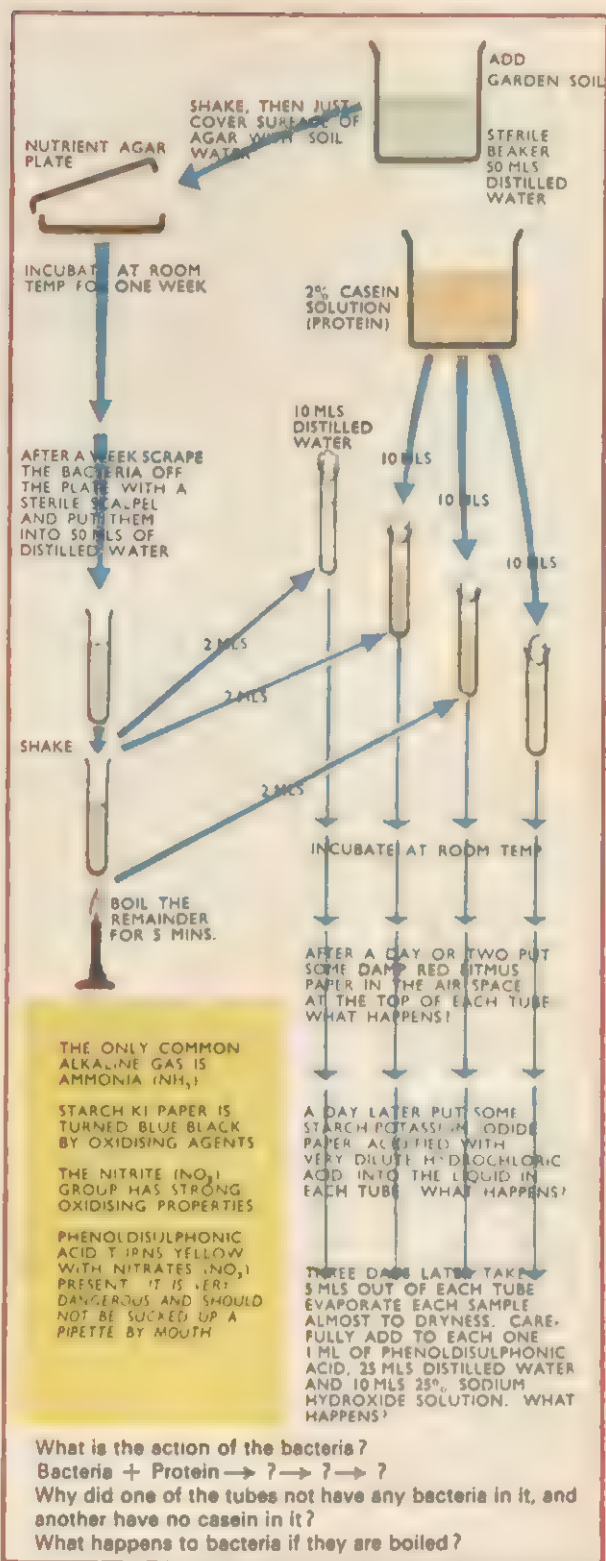 ADD
GARDEN SOIL
SHAKE, THEN JUST
COVER SURFACE OF
AGAR WITH SOIL
WATER
NUTRIENT AGAR
PLATE
STERILE
BEAKER
50 MLS
DISTILLED
WATER
INCUBATE AT ROOM
TEMP FOR ONE WEEK
2% CASEIN
SOLUTION
(PROTEIN)
10 MLS
DISTILLED
WATER
10 MLS
10 MLS
10 MLS
AFTER A WEEK SCRAPE
THE BACTERIA OFF
THE PLATE WITH A
STERILE SCALPEL
AND PUT THEM
INTO 50 MLS OF
DISTILLED WATER
2 MLS
2 MLS
2 MLS
SHAKE
INCUBATE AT ROOM TEMP
BOIL THE
REMAINDER
FOR 5 MINS.
AFTER A DAY OR TWO PUT
SOME DAMP RED LITMUS
PAPER IN THE AIR SPACE
AT THE TOP OF EACH TUBE
WHAT HAPPENS?
THE ONLY COMMON
ALKALINE GAS IS
AMMONIA (NH₃)
STARCH KI PAPER IS
TURNED BLUE BLACK
BY OXIDISING AGENTS
THE NITRITE (NO₂)
GROUP HAS STRONG
OXIDISING PROPERTIES
PHENOLDISULPHONIC
ACID TURNS YELLOW
WITH NITRATES (NO₃)
PRESENT. IT IS VERY
DANGEROUS AND SHOULD
NOT BE SUCKED UP A
PIPETTE BY MOUTH
A DAY LATER PUT SOME
STARCH POTASSIUM IODIDE
PAPER ACIDIFIED WITH
VERY DILUTE HYDROCHLORIC
ACID INTO THE LIQUID IN
EACH TUBE WHAT HAPPENS?
THREE DAYS LATER TAKE
5 MLS OUT OF EACH TUBE
EVAPORATE EACH SAMPLE
ALMOST TO DRYNESS. CARE-
FULLY ADD TO EACH ONE
1 ML OF PHENOLDISULPHONIC
ACID, 25 MLS DISTILLED WATER
AND 10 MLS 25% SODIUM
HYDROXIDE SOLUTION. WHAT
HAPPENS?
What is the action of the bacteria?
Bacteria + Protein → ? → ? → ?
Why did one of the tubes not have any bacteria in it, and
another have no casein in it?
What happens to bacteria if they are boiled?